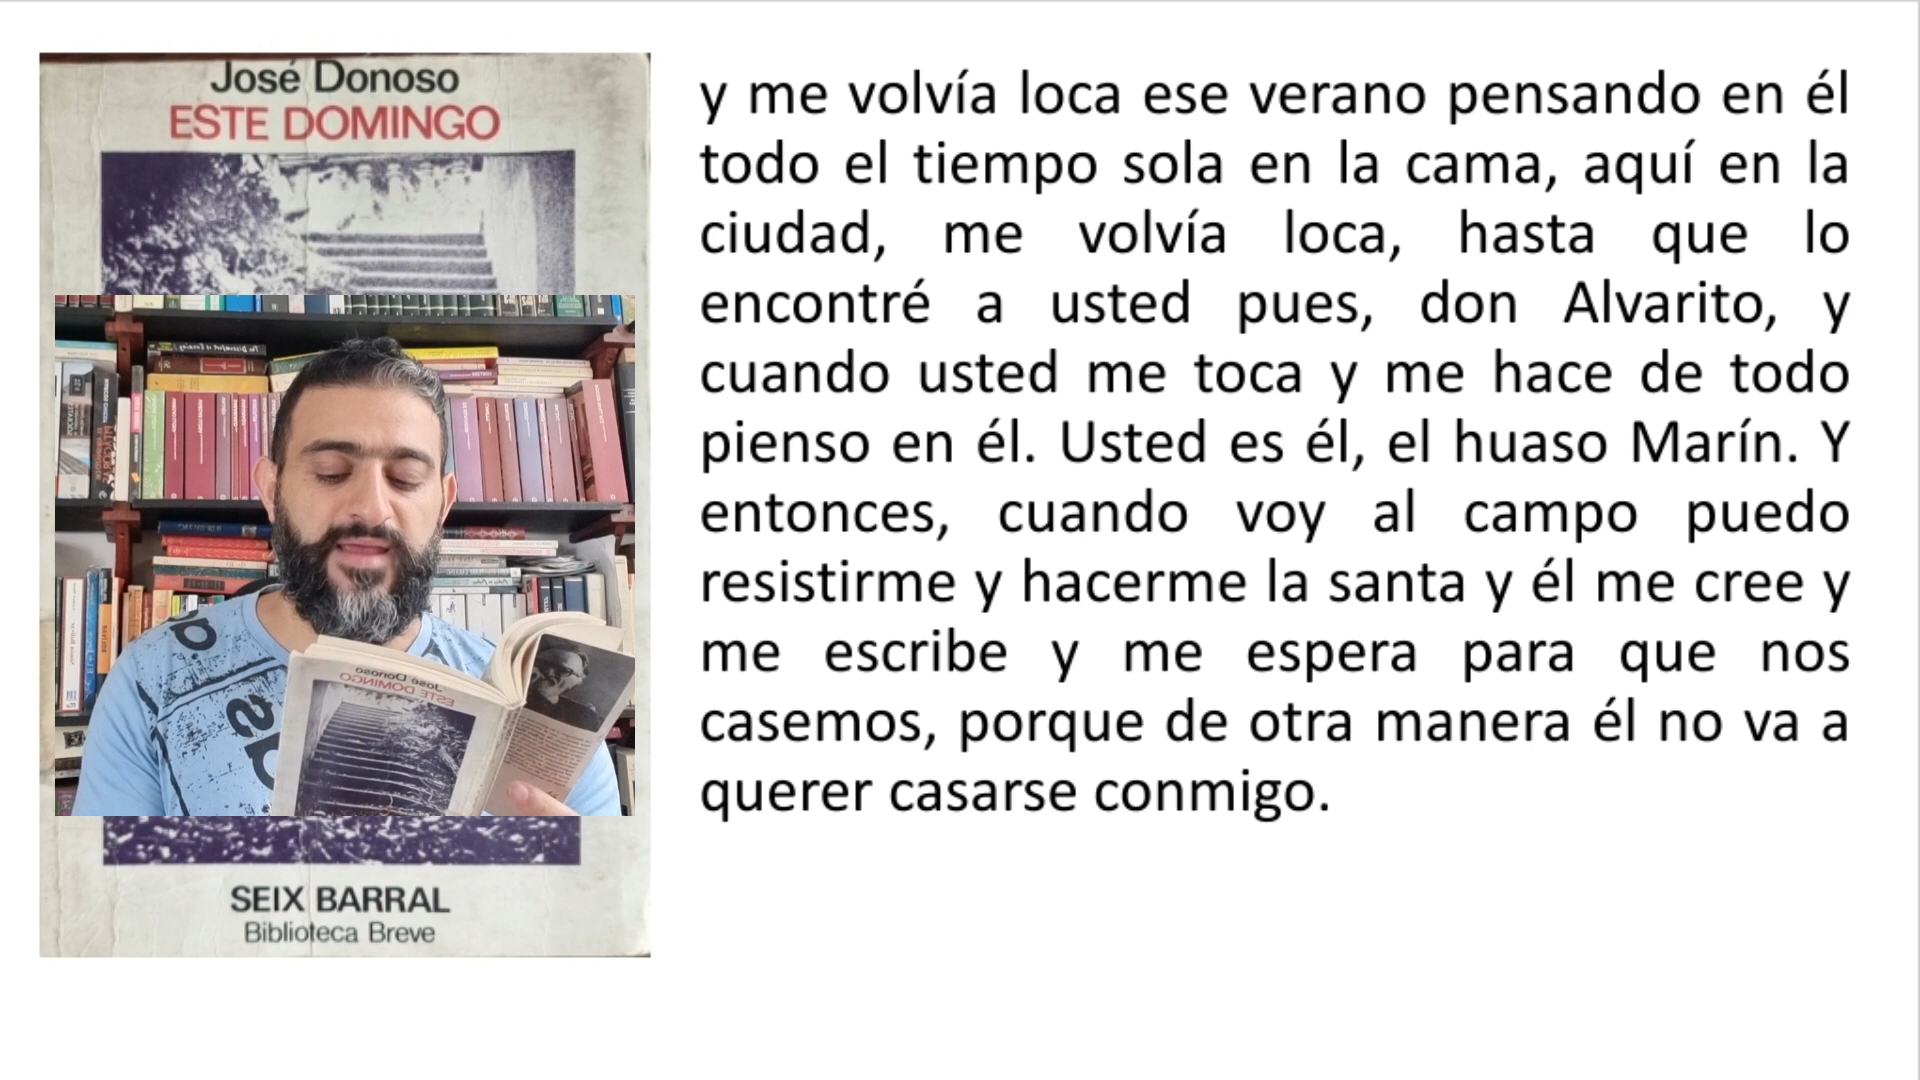 José Donoso
ESTE DOMINGO
José Donoso
ESTE DOMINGO
SEIX BARRAL
Biblioteca Breve
y me volvía loca ese verano pensando en él
todo el tiempo sola en la cama, aquí en la
ciudad, me volvía loca, hasta que lo
encontré a usted pues, don Alvarito, y
cuando usted me toca y me hace de todo
pienso en él. Usted es él, el huaso Marín. Y
entonces, cuando voy al campo puedo
resistirme y hacerme la santa y él me cree y
me escribe y me espera para que nos
casemos, porque de otra manera él no va a
querer casarse conmigo.